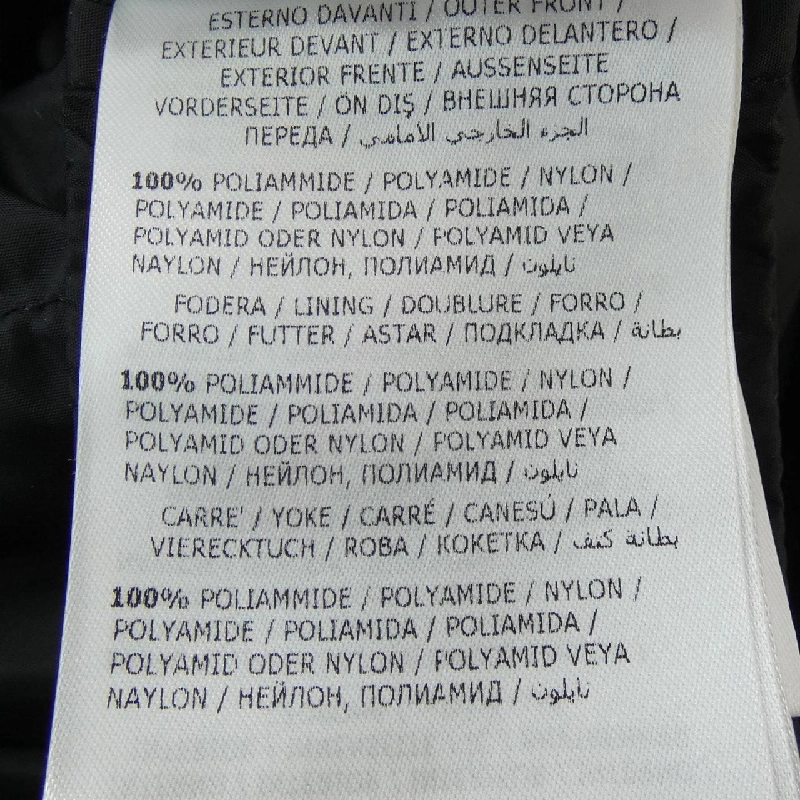 ESTERNO DAVANTI / OUTER FRONT /
EXTERIEUR DEVANT / EXTERNO DELANTERO /
EXTERIOR FRENTE / AUSSENSEITE
VORDERSEITE / ÖN DIŞ / ВНЕШНЯЯ СТОРОНА
ПЕРЕДА / الجزء الخارجي الأمامي
100% POLIAMMIDE / POLYAMIDE / NYLON /
POLYAMIDE / POLIAMIDA / POLIAMIDA /
POLYAMID ODER NYLON / POLYAMID VEYA
NAYLON / НЕЙЛОН, ПОЛИАМИД / نايلون
FODERA / LINING / DOUBLURE / FORRO /
FORRO / FUTTER / ASTAR / ПОДКЛАДКА / بطانة
100% POLIAMMIDE / POLYAMIDE / NYLON /
POLYAMIDE / POLIAMIDA / POLIAMIDA /
POLYAMID ODER NYLON / POLYAMID VEYA
NAYLON / НЕЙЛОН, ПОЛИАМИД / نايلون
CARRE' / YOKE / CARRÉ / CANESÚ / PALA /
VIERECKTUCH / ROBA / КОКЕТКА / بطانة كتف
100% POLIAMMIDE / POLYAMIDE / NYLON /
POLYAMIDE / POLIAMIDA / POLIAMIDA /
POLYAMID ODER NYLON / POLYAMID VEYA
NAYLON / НЕЙЛОН, ПОЛИАМИД / نايلون